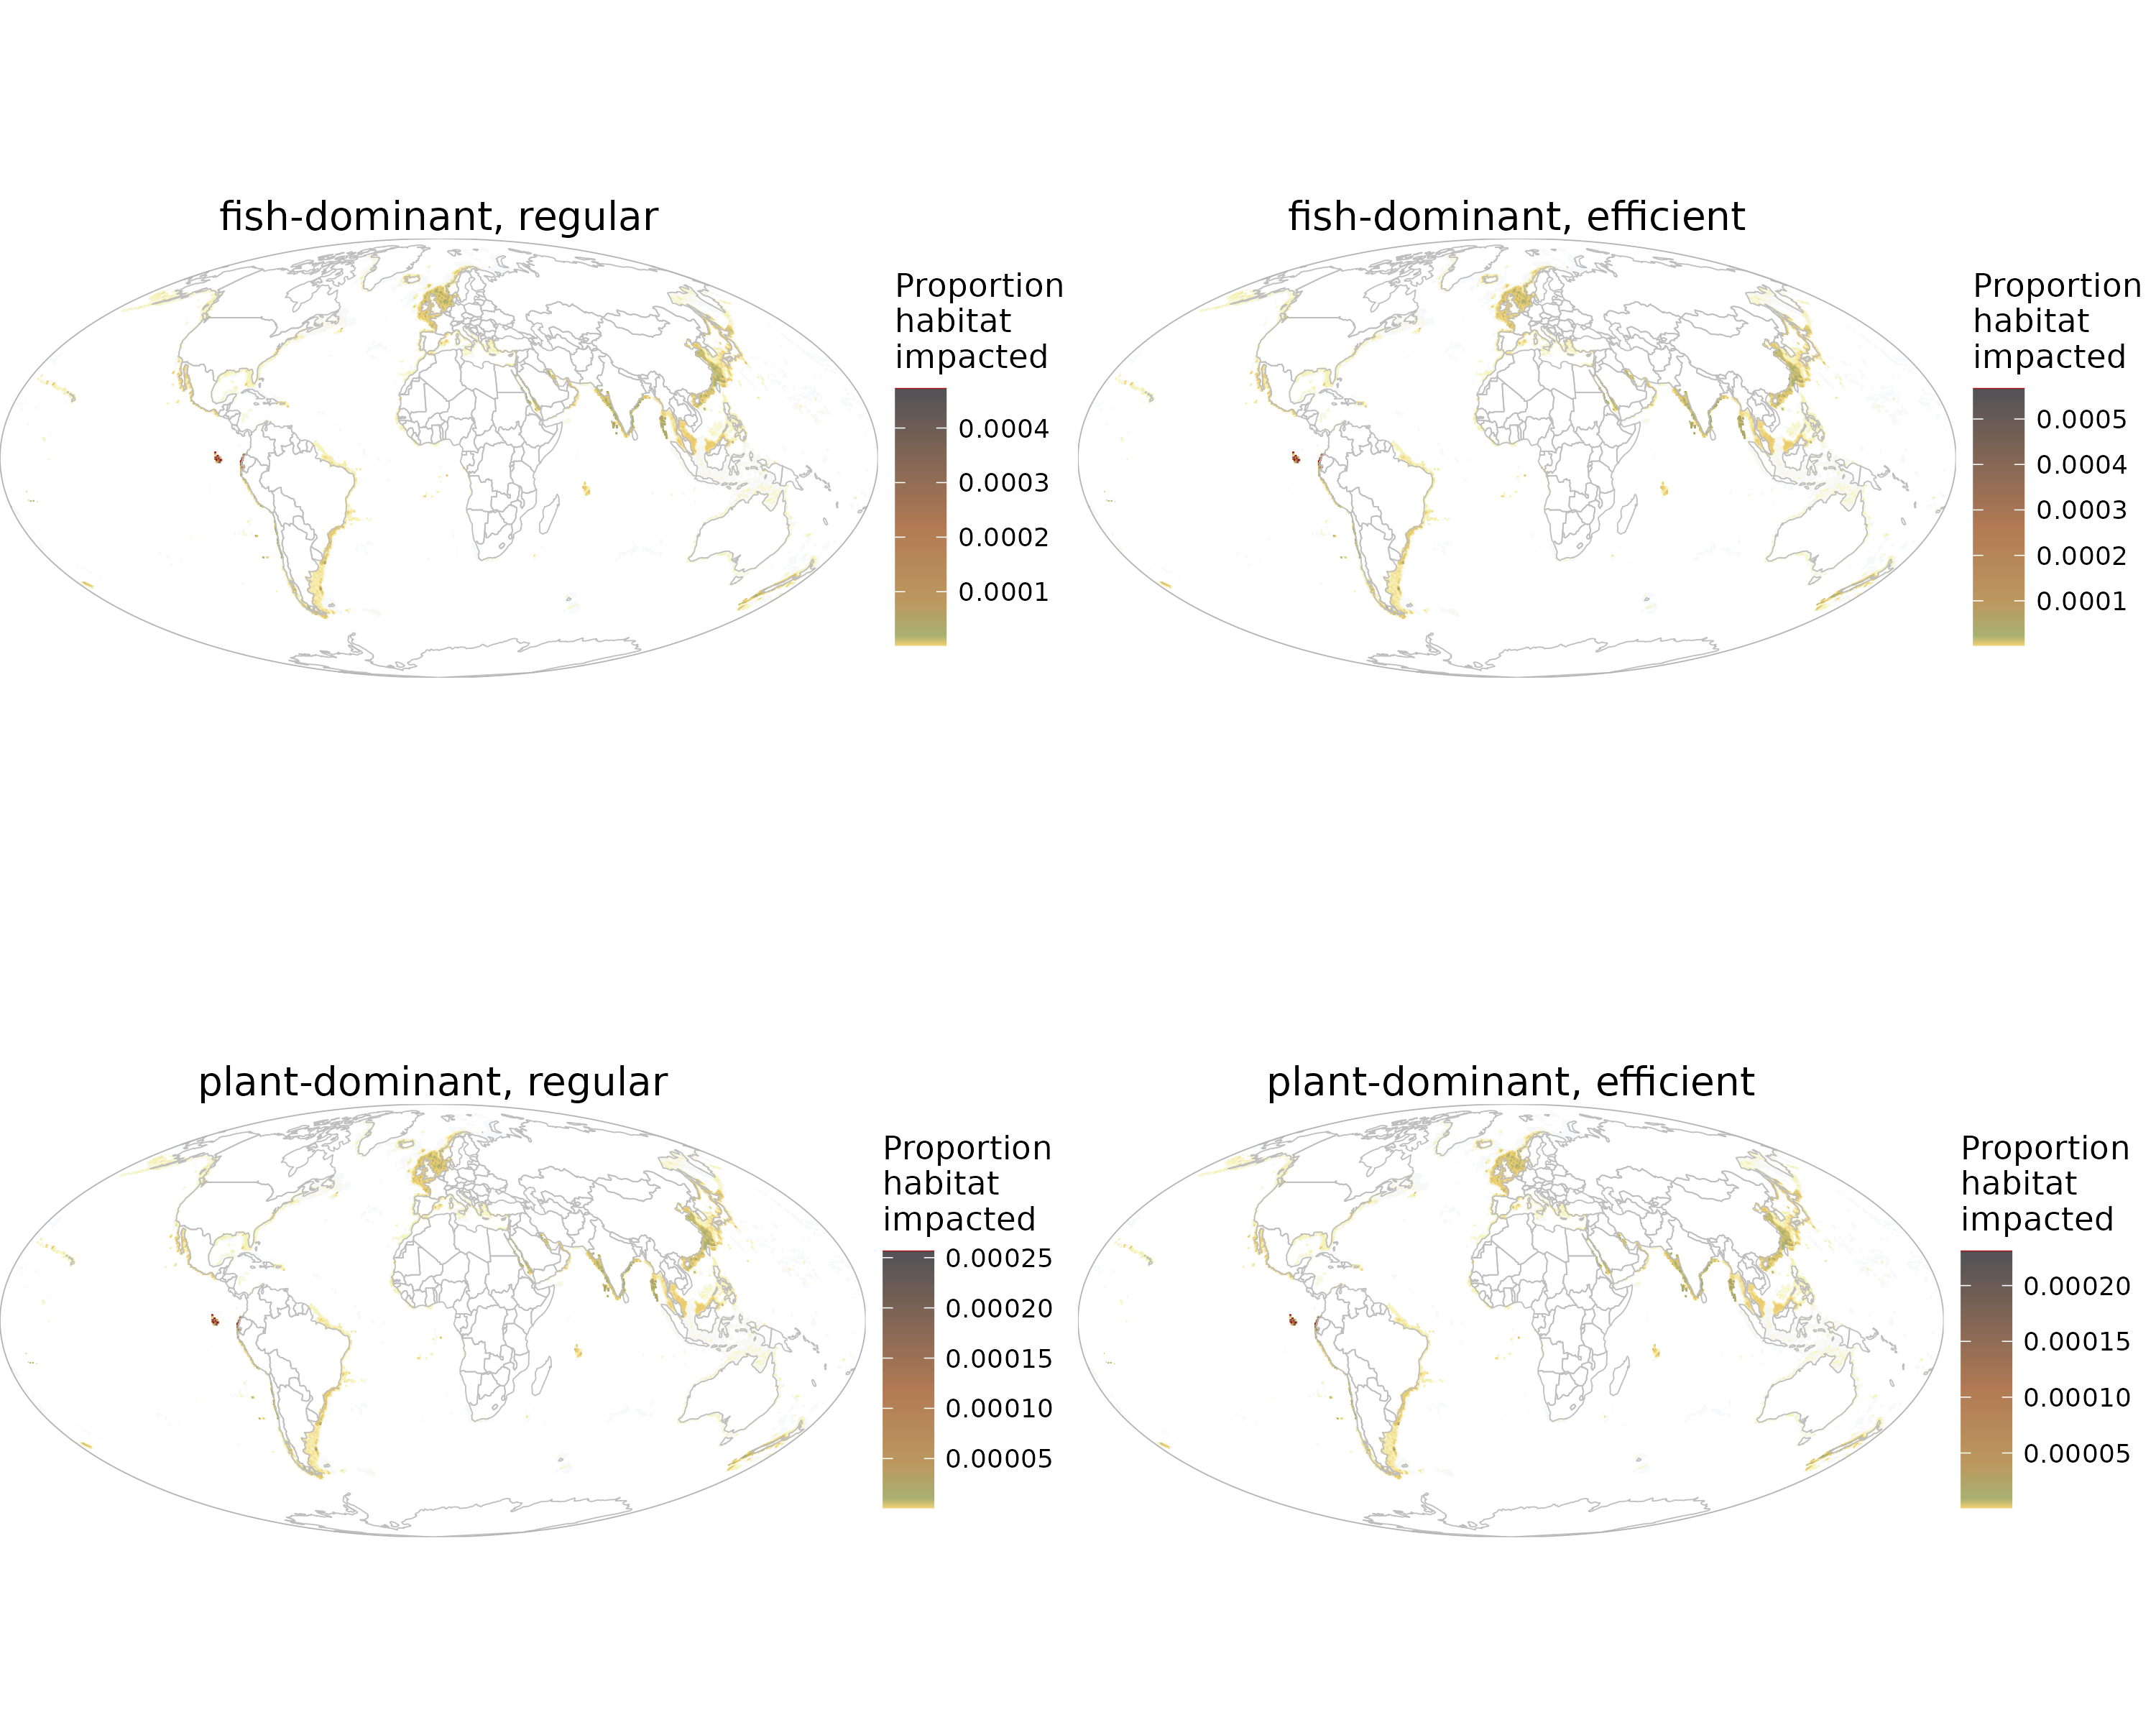 fish-dominant, regular
Proportion
habitat
impacted
0.0004
0.0003
0.0002
0.0001
fish-dominant, efficient
Proportion
habitat
impacted
0.0005
0.0004
0.0003
0.0002
0.0001
plant-dominant, regular
Proportion
habitat
impacted
0.00025
0.00020
0.00015
0.00010
0.00005
plant-dominant, efficient
Proportion
habitat
impacted
0.00020
0.00015
0.00010
0.00005